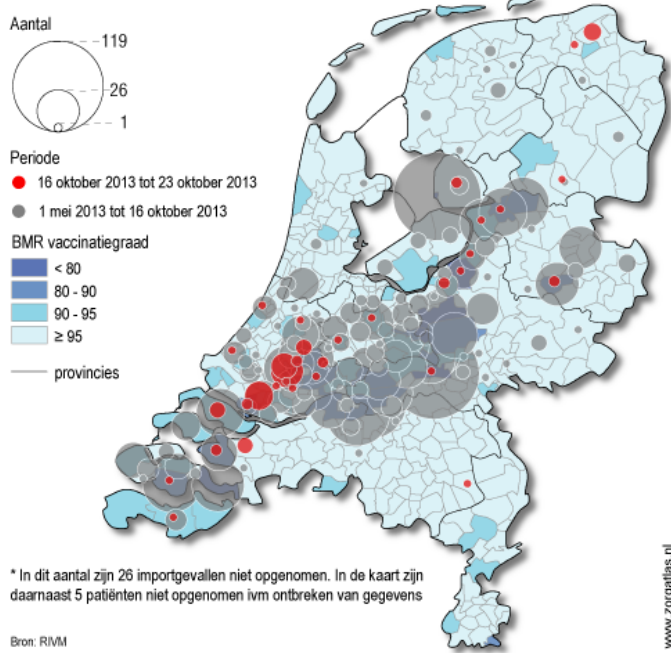 Aantal
119
26
1
Periode
16 oktober 2013 tot 23 oktober 2013
1 mei 2013 tot 16 oktober 2013
BMR vaccinatiegraad
< 80
80 - 90
90 - 95
≥ 95
provincies
* In dit aantal zijn 26 importgevallen niet opgenomen. In de kaart zijn
daarnaast 5 patiënten niet opgenomen ivm ontbreken van gegevens
Bron: RIVM
www.zorgatlas.nl